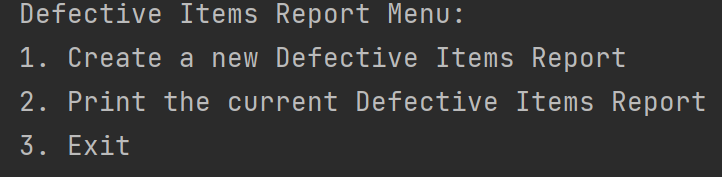 Defective Items Report Menu:
1. Create a new Defective Items Report
2. Print the current Defective Items Report
3. Exit